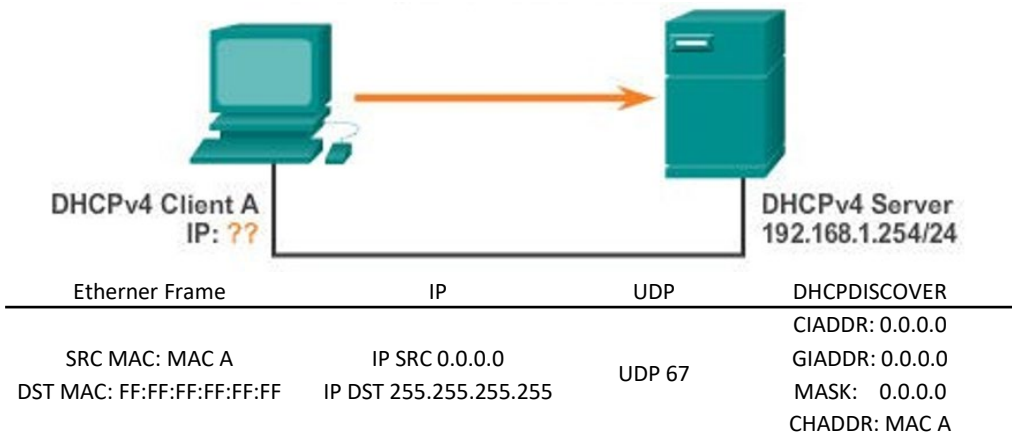 DHCPv4 Client A
IP: ??
DHCPv4 Server
192.168.1.254/24
Etherner Frame IP UDP DHCPDISCOVER
CIADDR: 0.0.0.0
SRC MAC: MAC A IP SRC 0.0.0.0 GIADDR: 0.0.0.0
UDP 67
DST MAC: FF:FF:FF:FF:FF:FF IP DST 255.255.255.255 MASK: 0.0.0.0
CHADDR: MAC A